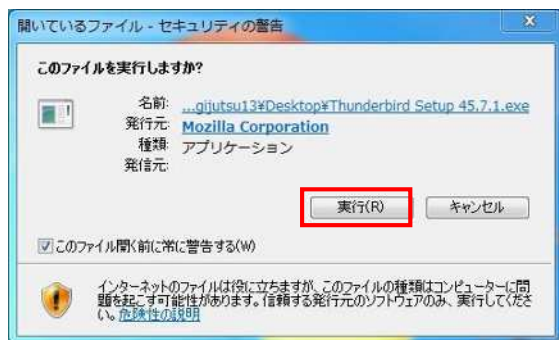 開いているファイル - セキュリティの警告
このファイルを実行しますか?
名前: ...gijutsu13¥Desktop¥Thunderbird Setup 45.7.1.exe
発行元: Mozilla Corporation
種類: アプリケーション
発信元:
実行(R)
キャンセル
このファイル開く前に常に警告する(W)
インターネットのファイルは役に立ちますが、このファイルの種類はコンピューターに問
題を起こす可能性があります。信頼する発行元のソフトウェアのみ、実行してくださ
い。危険性の説明